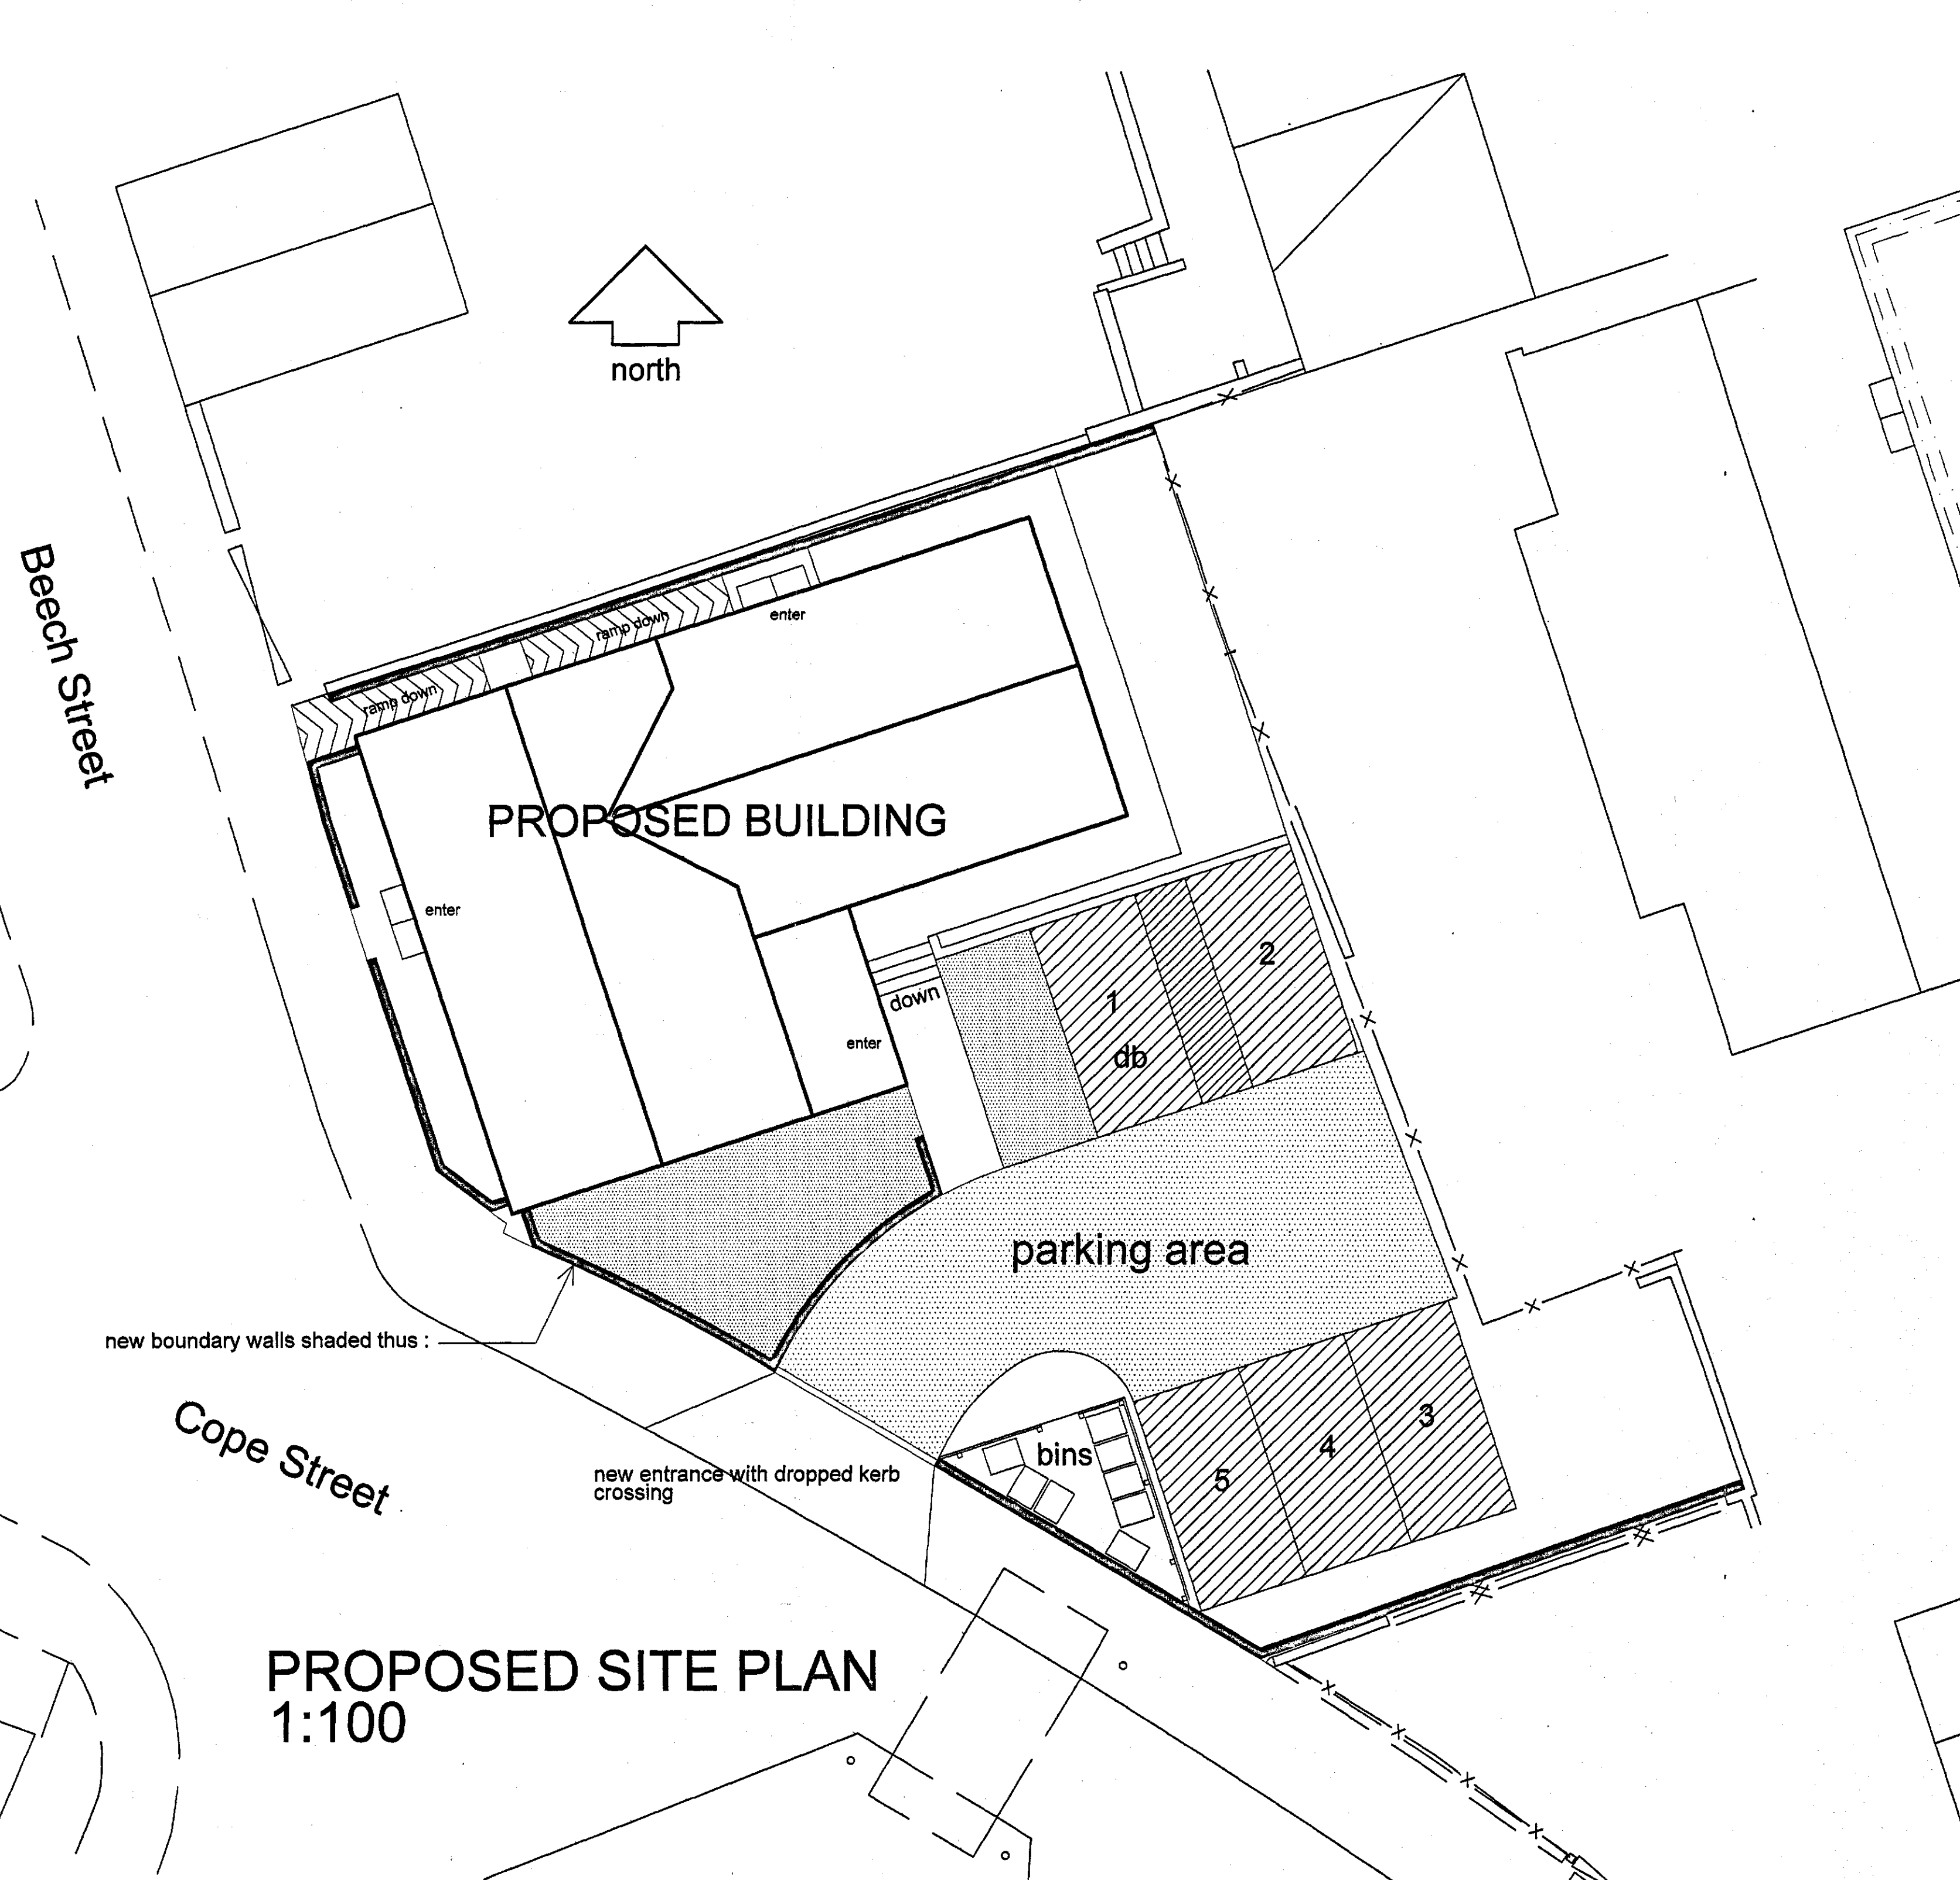 north
Beech Street
ramp down
enter
ramp down
PROPOSED BUILDING
enter
2
down
1
db
enter
parking area
new boundary walls shaded thus :
Cope Street
3
4
bins
5
new entrance with dropped kerb
crossing
PROPOSED SITE PLAN
1:100